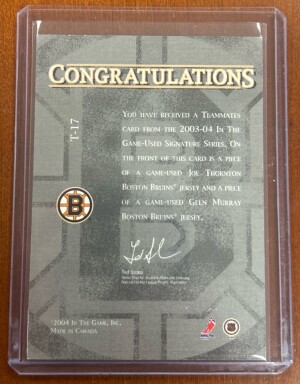 CONGRATULATIONS
T-17
YOU HAVE RECEIVED A TEAMMATES
CARD FROM THE 2003-04 IN THE
GAME-USED SIGNATURE SERIES. ON
THE FRONT OF THIS CARD IS A PIECE
OF A GAME-USED JOE THORNTON
BOSTON BRUINS® JERSEY AND A PIECE
OF A GAME-USED GLEN MURRAY
BOSTON BRUINS® JERSEY.
B
©2004 IN THE GAME, INC.
MADE IN CANADA